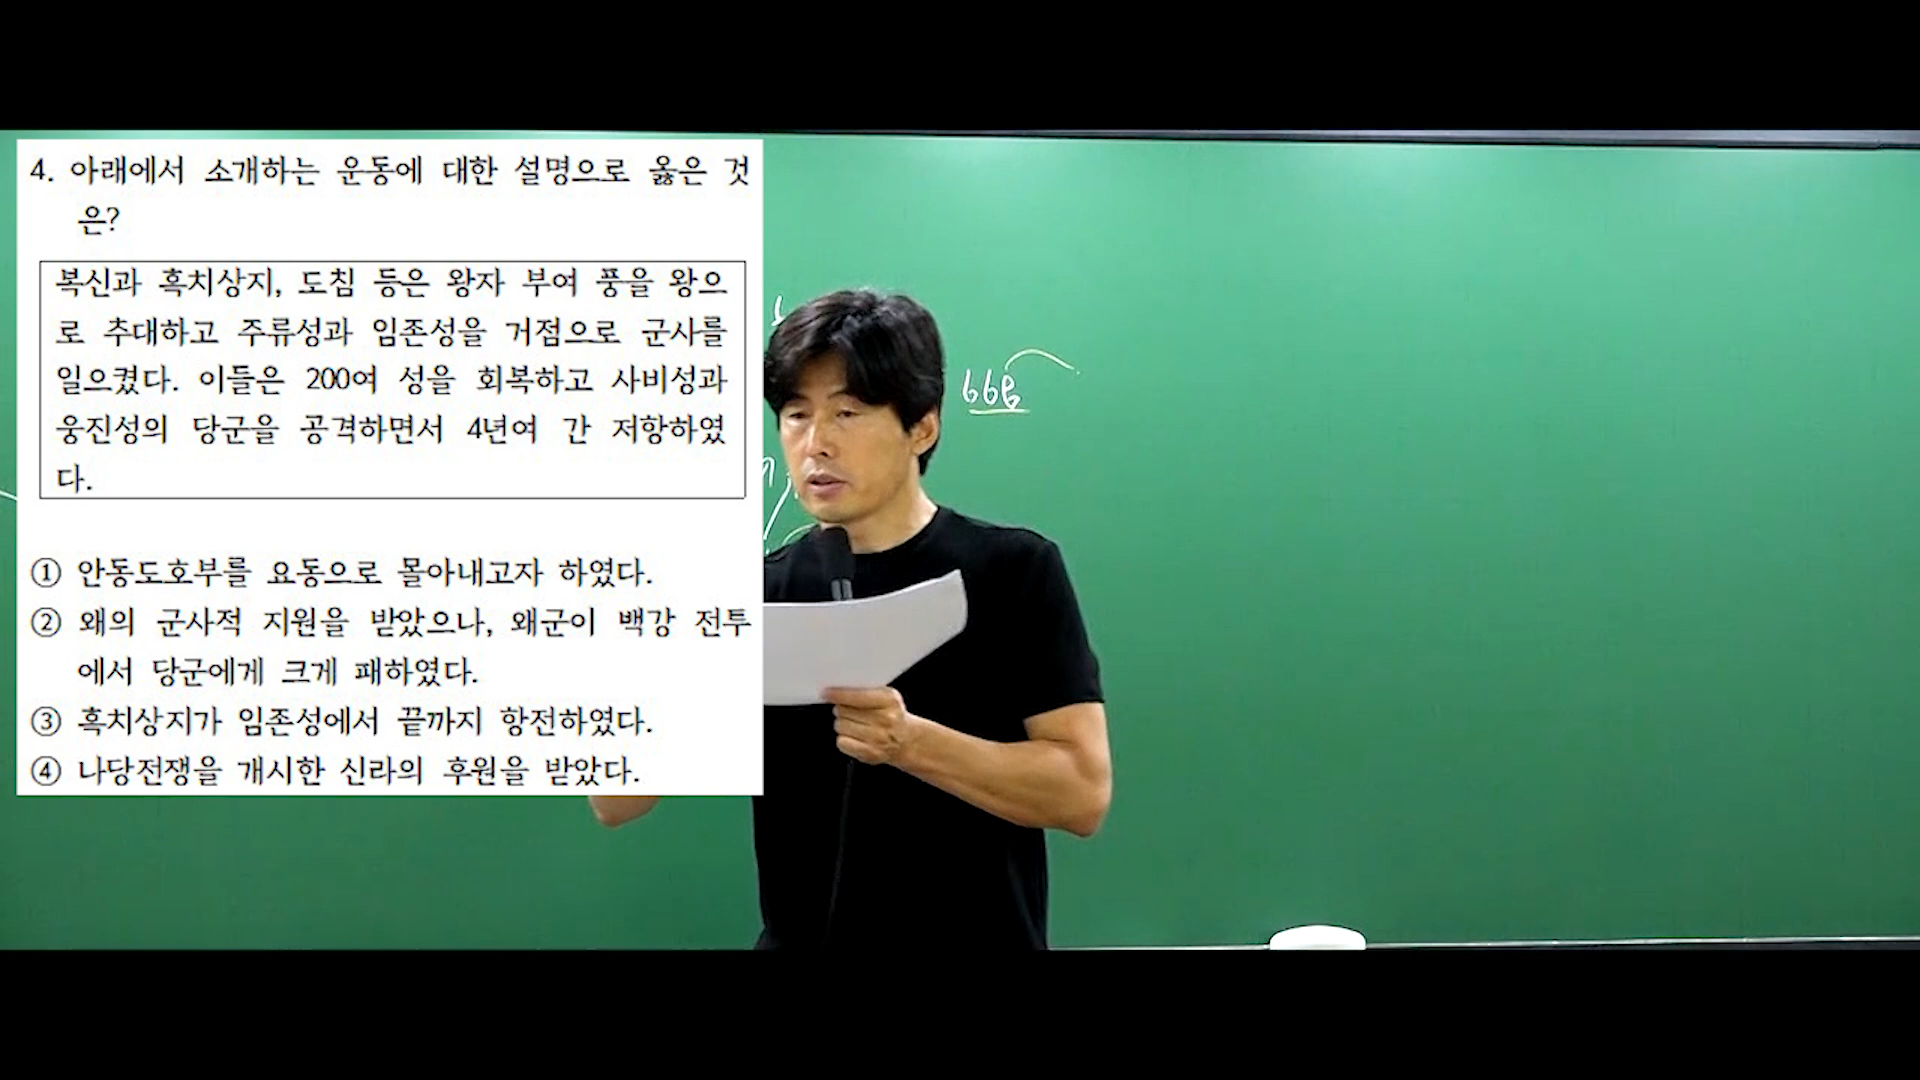 4. 아래에서 소개하는 운동에 대한 설명으로 옳은 것
은?
복신과 흑치상지, 도침 등은 왕자 부여 풍을 왕으
로 추대하고 주류성과 임존성을 거점으로 군사를
일으켰다. 이들은 200여 성을 회복하고 사비성과
웅진성의 당군을 공격하면서 4년여 간 저항하였
다.
① 안동도호부를 요동으로 몰아내고자 하였다.
② 왜의 군사적 지원을 받았으나, 왜군이 백강 전투
에서 당군에게 크게 패하였다.
③ 흑치상지가 임존성에서 끝까지 항전하였다.
④ 나당전쟁을 개시한 신라의 후원을 받았다.